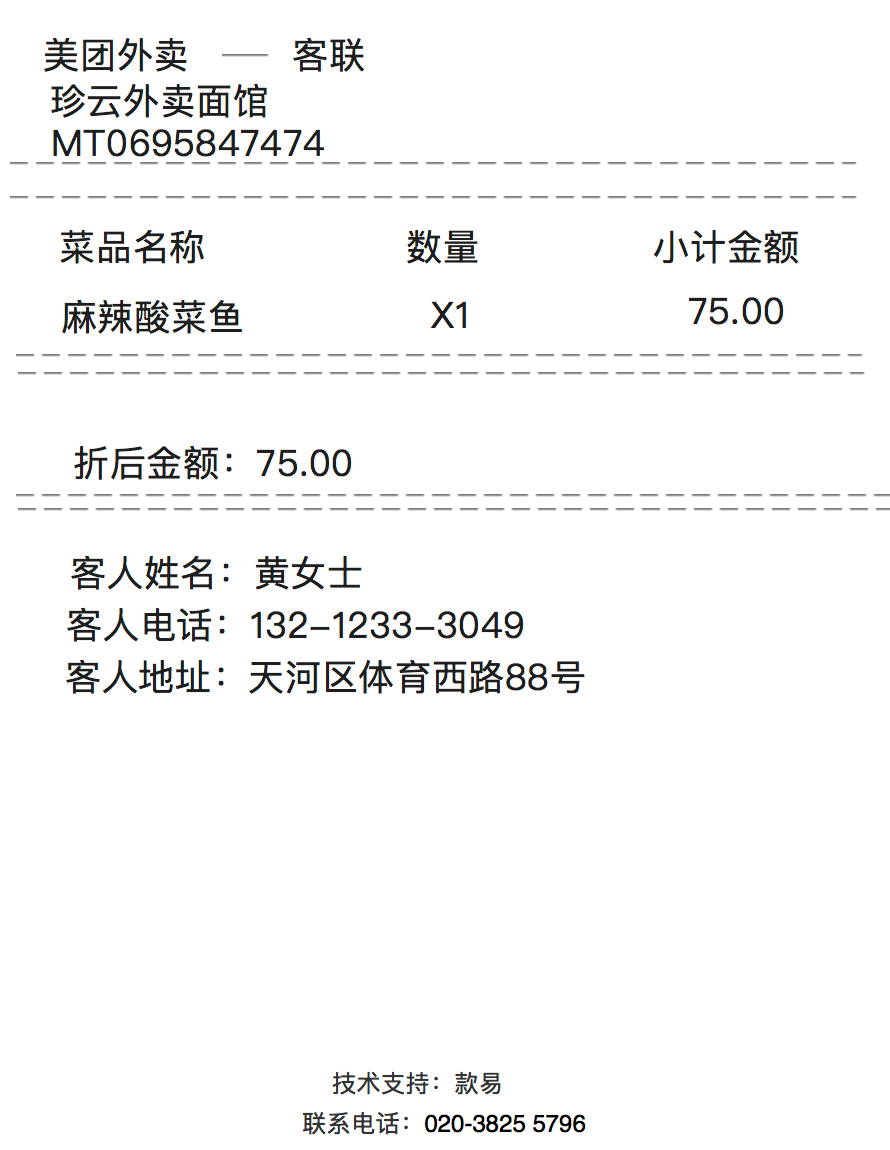 美团外卖 —— 客联
珍云外卖面馆
MT0695847474
菜品名称 数量 小计金额
麻辣酸菜鱼 X1 75.00
折后金额：75.00
客人姓名：黄女士
客人电话：132-1233-3049
客人地址：天河区体育西路88号
技术支持：款易
联系电话：020-3825 5796